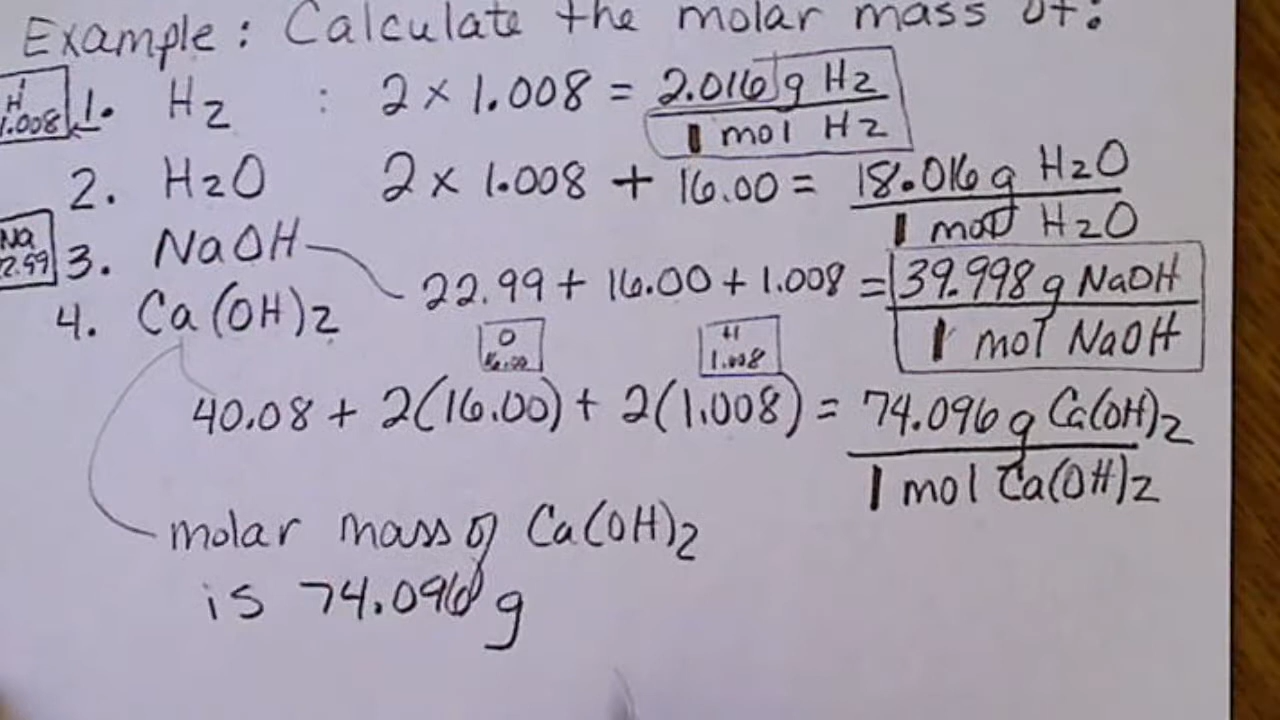 Example: Calculate the molar mass of:
H
1.008
1. H2 : 2 × 1.008 = 2.016 g H2
1 mol H2
2. H2O 2 × 1.008 + 16.00 = 18.016 g H2O
1 mol H2O
Na
2.99
3. NaOH 22.99 + 16.00 + 1.008 = 39.998 g NaOH
1 mol NaOH
4. Ca(OH)2
O
16.00
H
1.008
40.08 + 2(16.00) + 2(1.008) = 74.096 g Ca(OH)2
1 mol Ca(OH)2
molar mass of Ca(OH)2
is 74.096 g